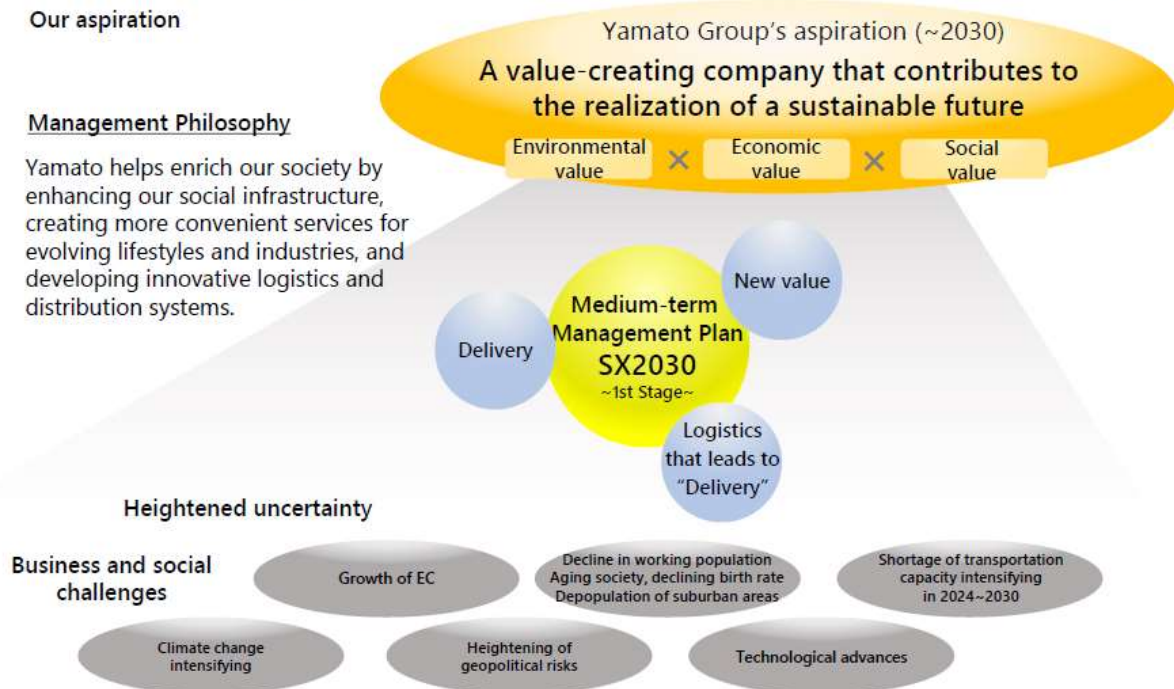 Our aspiration
Yamato Group's aspiration (~2030)
A value-creating company that contributes to
the realization of a sustainable future
Environmental
value
×
Economic
value
×
Social
value
Management Philosophy
Yamato helps enrich our society by
enhancing our social infrastructure,
creating more convenient services for
evolving lifestyles and industries, and
developing innovative logistics and
distribution systems.
New value
Medium-term
Management Plan
SX2030
~1st Stage~
Delivery
Logistics
that leads to
“Delivery”
Heightened uncertainty
Business and social
challenges
Growth of EC
Decline in working population
Aging society, declining birth rate
Depopulation of suburban areas
Shortage of transportation
capacity intensifying
in 2024~2030
Climate change
intensifying
Heightening of
geopolitical risks
Technological advances